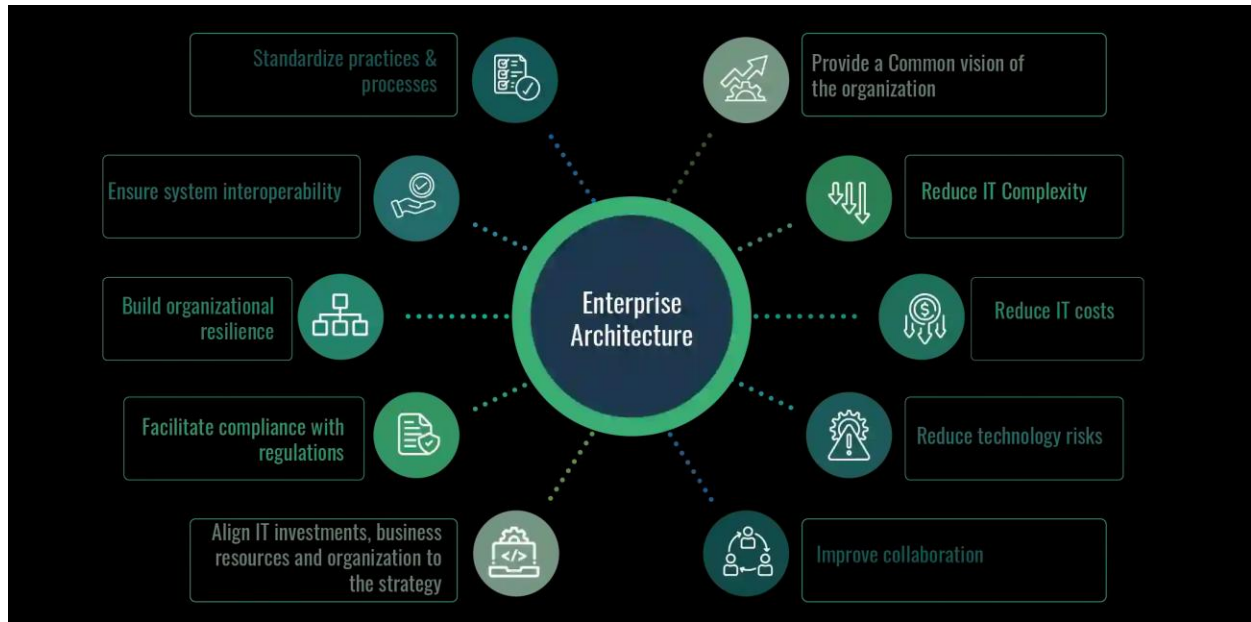 Standardize practices &
processes
Provide a Common vision of
the organization
Ensure system interoperability
Reduce IT Complexity
Build organizational
resilience
Enterprise
Architecture
Reduce IT costs
Facilitate compliance with
regulations
Reduce technology risks
Align IT investments, business
resources and organization to
the strategy
Improve collaboration
$
</>